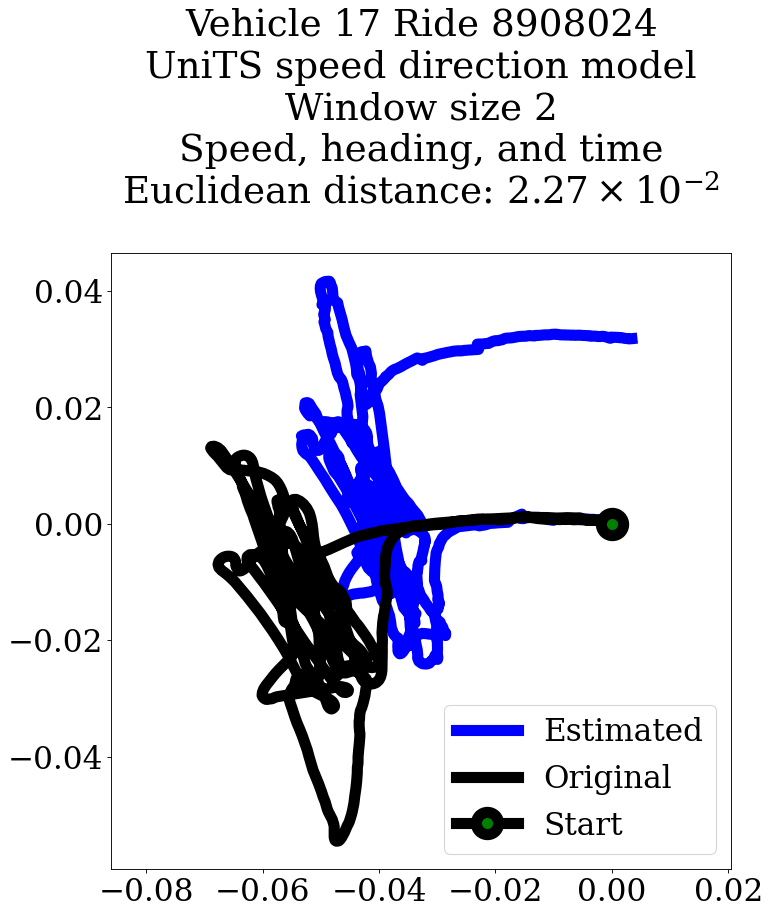 Vehicle 17 Ride 8908024
UniTS speed direction model
Window size 2
Speed, heading, and time
Euclidean distance: 2.27 × 10⁻²
0.04
0.02
0.00
−0.02
−0.04
Estimated
Original
Start
−0.08 −0.06 −0.04 −0.02 0.00 0.02